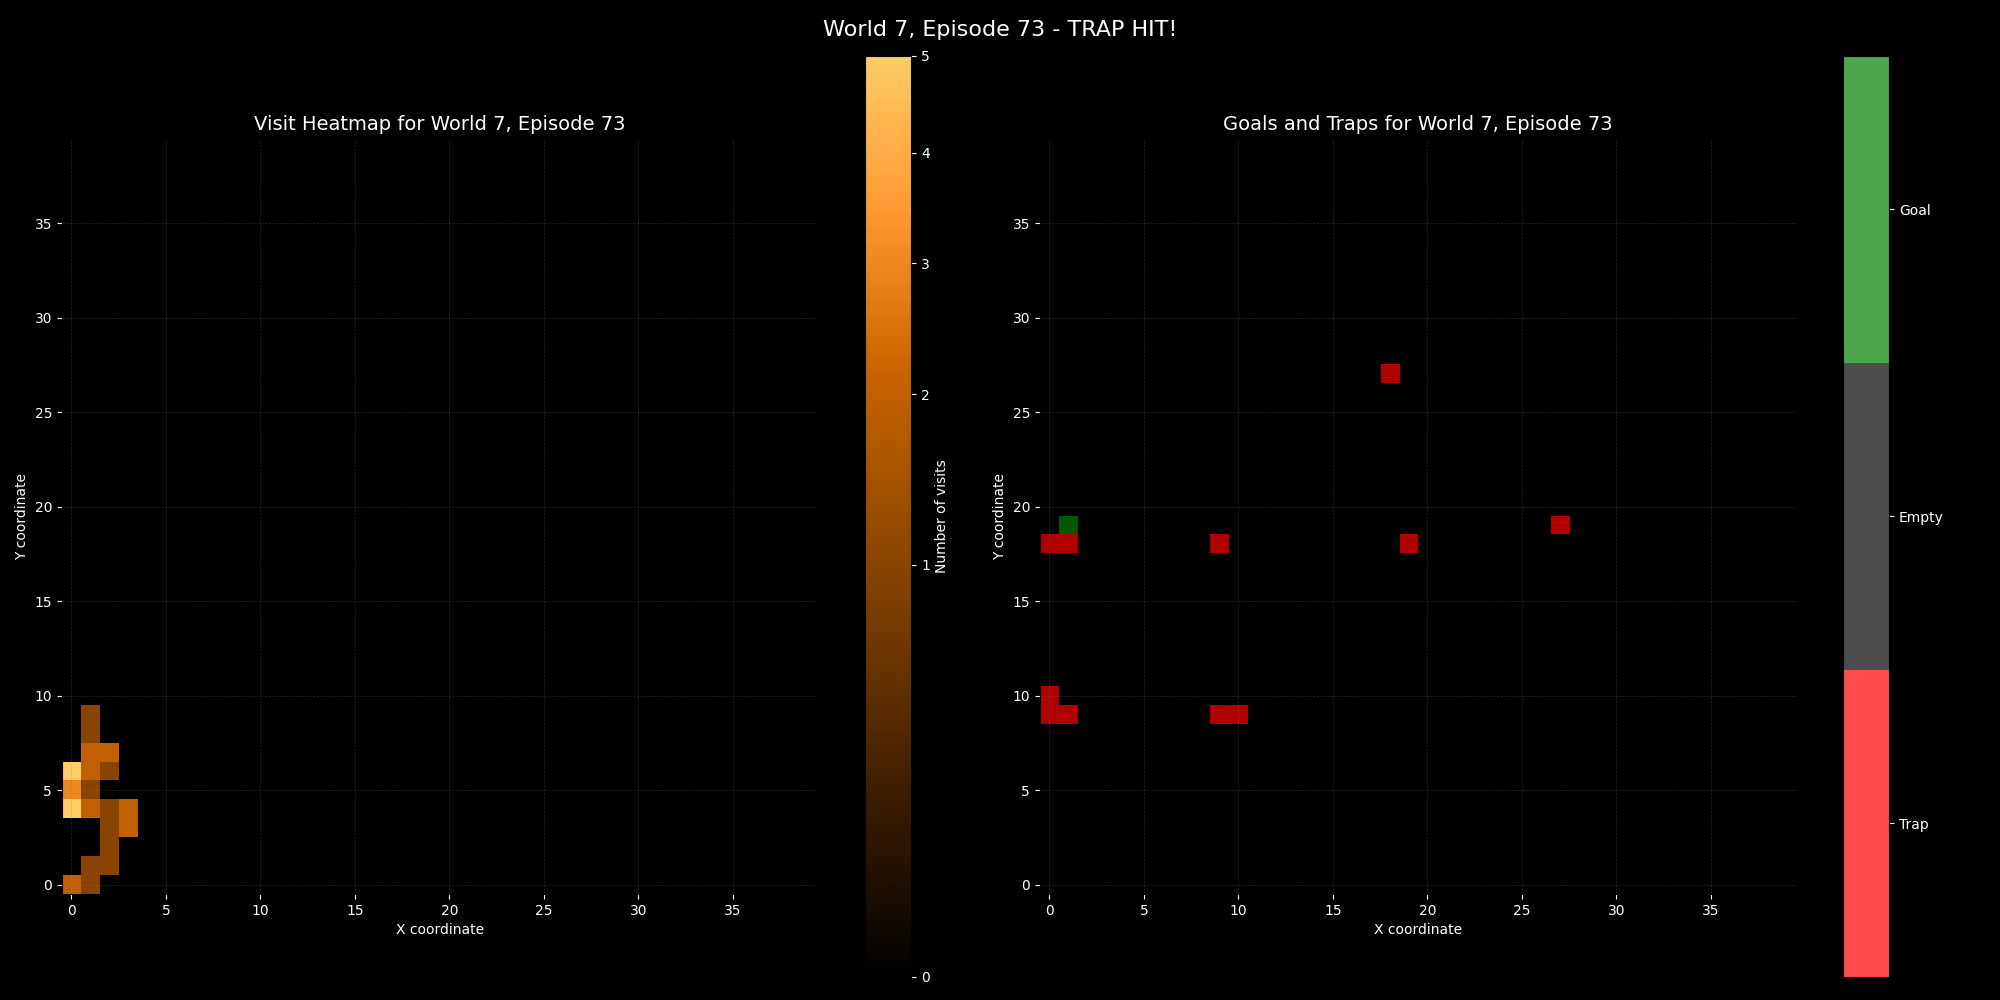 World 7, Episode 73 - TRAP HIT!
Visit Heatmap for World 7, Episode 73
Y coordinate
35
30
25
20
15
10
5
0
0 5 10 15 20 25 30 35
X coordinate
5
4
3
2
1
0
Number of visits
Goals and Traps for World 7, Episode 73
Y coordinate
35
30
25
20
15
10
5
0
0 5 10 15 20 25 30 35
X coordinate
Goal
Empty
Trap